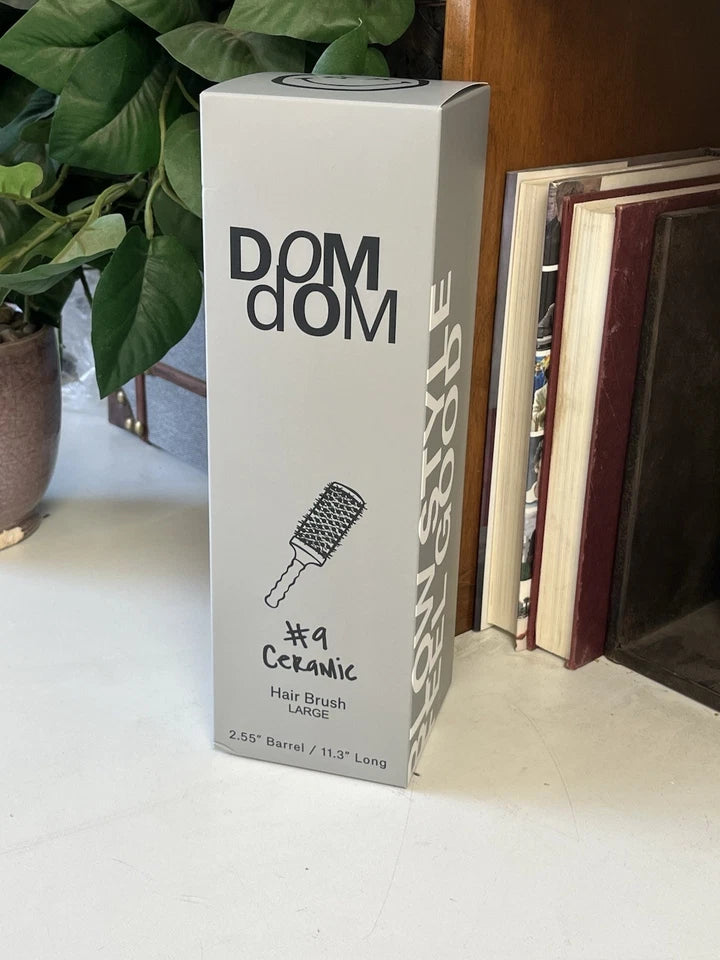 DOM
dOM
#9
Ceramic
Hair Brush
LARGE
2.55" Barrel / 11.3" Long
BLOW STYLE
FEEL GOOD